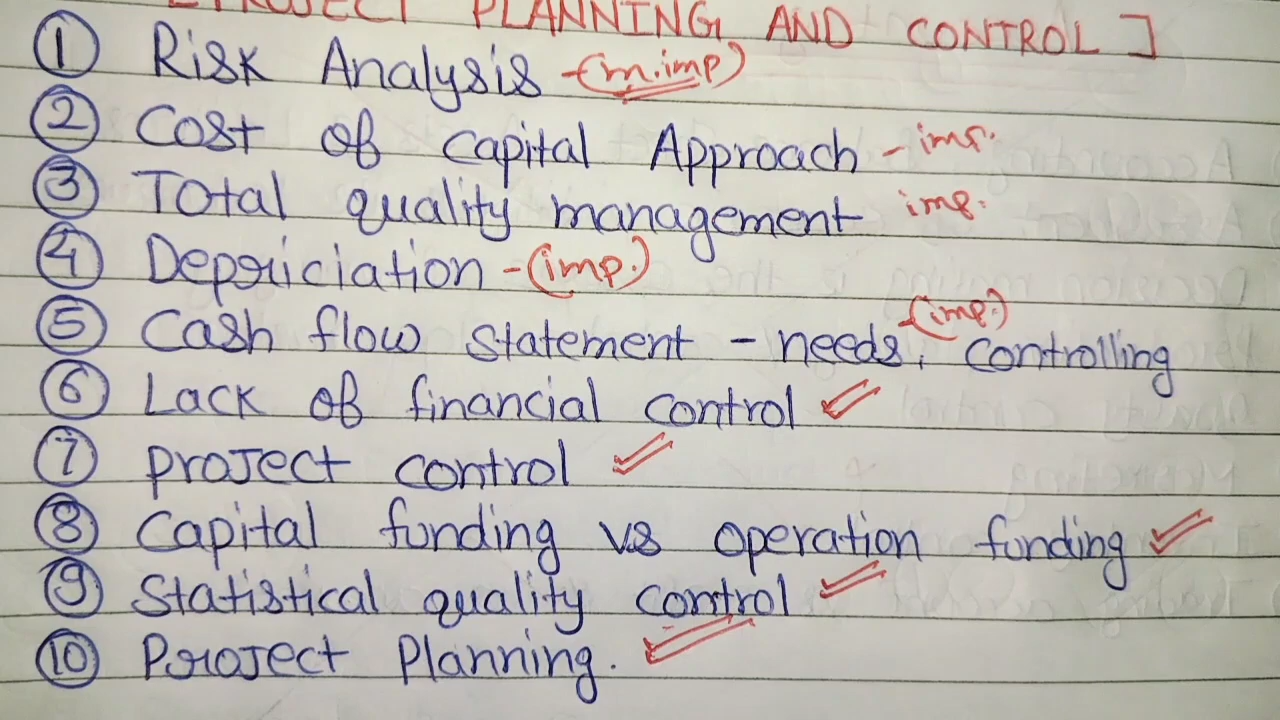 [PROJECT PLANNING AND CONTROL]
① Risk Analysis -(m.imp)
② Cost of Capital Approach - imp.
③ Total quality management imp.
④ Depriciation -(imp.)
⑤ Cash flow statement - needs, controlling -(imp.)
⑥ Lack of financial control
⑦ Project control
⑧ Capital funding v.s operation funding
⑨ Statistical quality control
⑩ Project Planning.